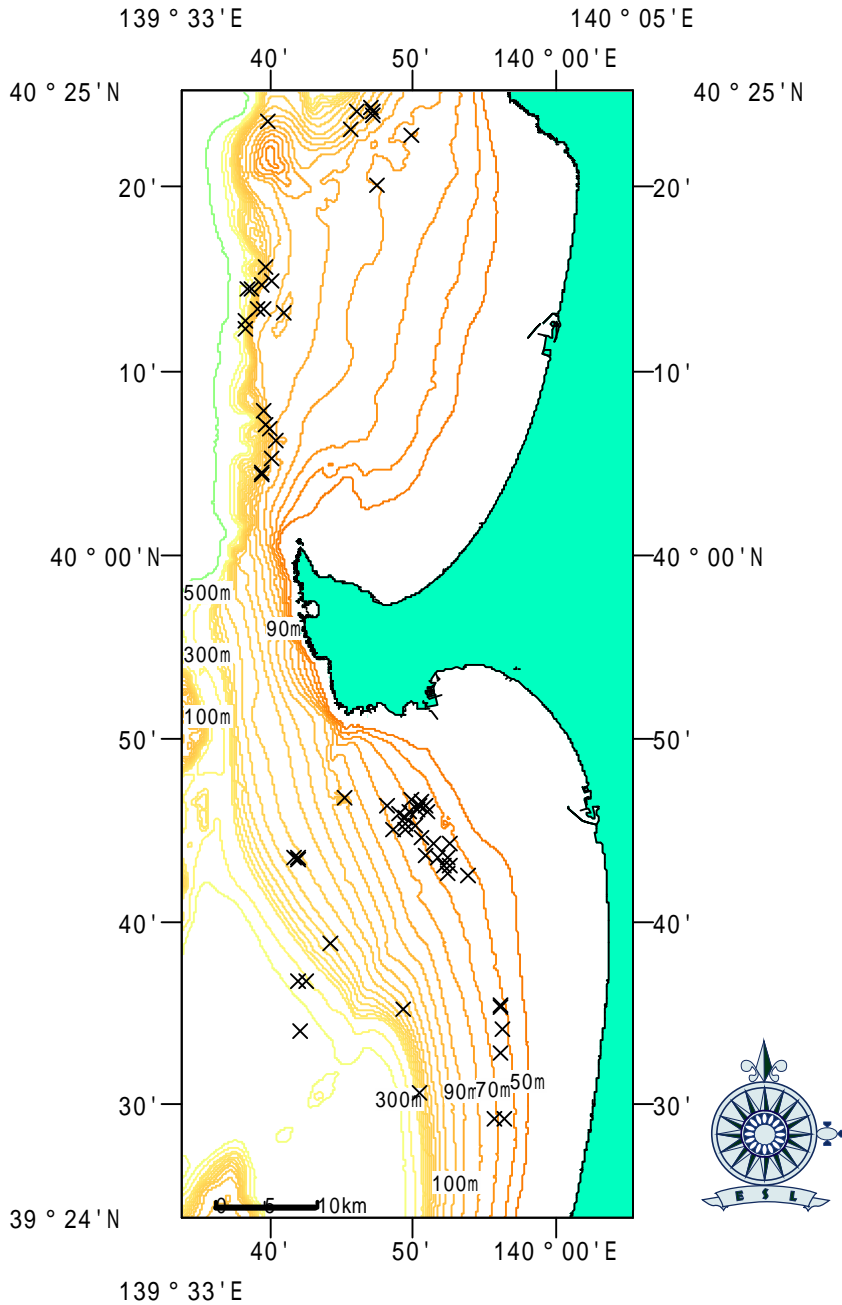 139 ° 33'E 140 ° 05'E
40' 50' 140 ° 00'E
40 ° 25'N 40 ° 25'N
20' 20'
10' 10'
40 ° 00'N 40 ° 00'N
500m
90m
300m
100m
50' 50'
40' 40'
300m 90m 70m 50m
30' 30'
100m
0 5 10km
E S L
39 ° 24'N
40' 50' 140 ° 00'E
139 ° 33'E